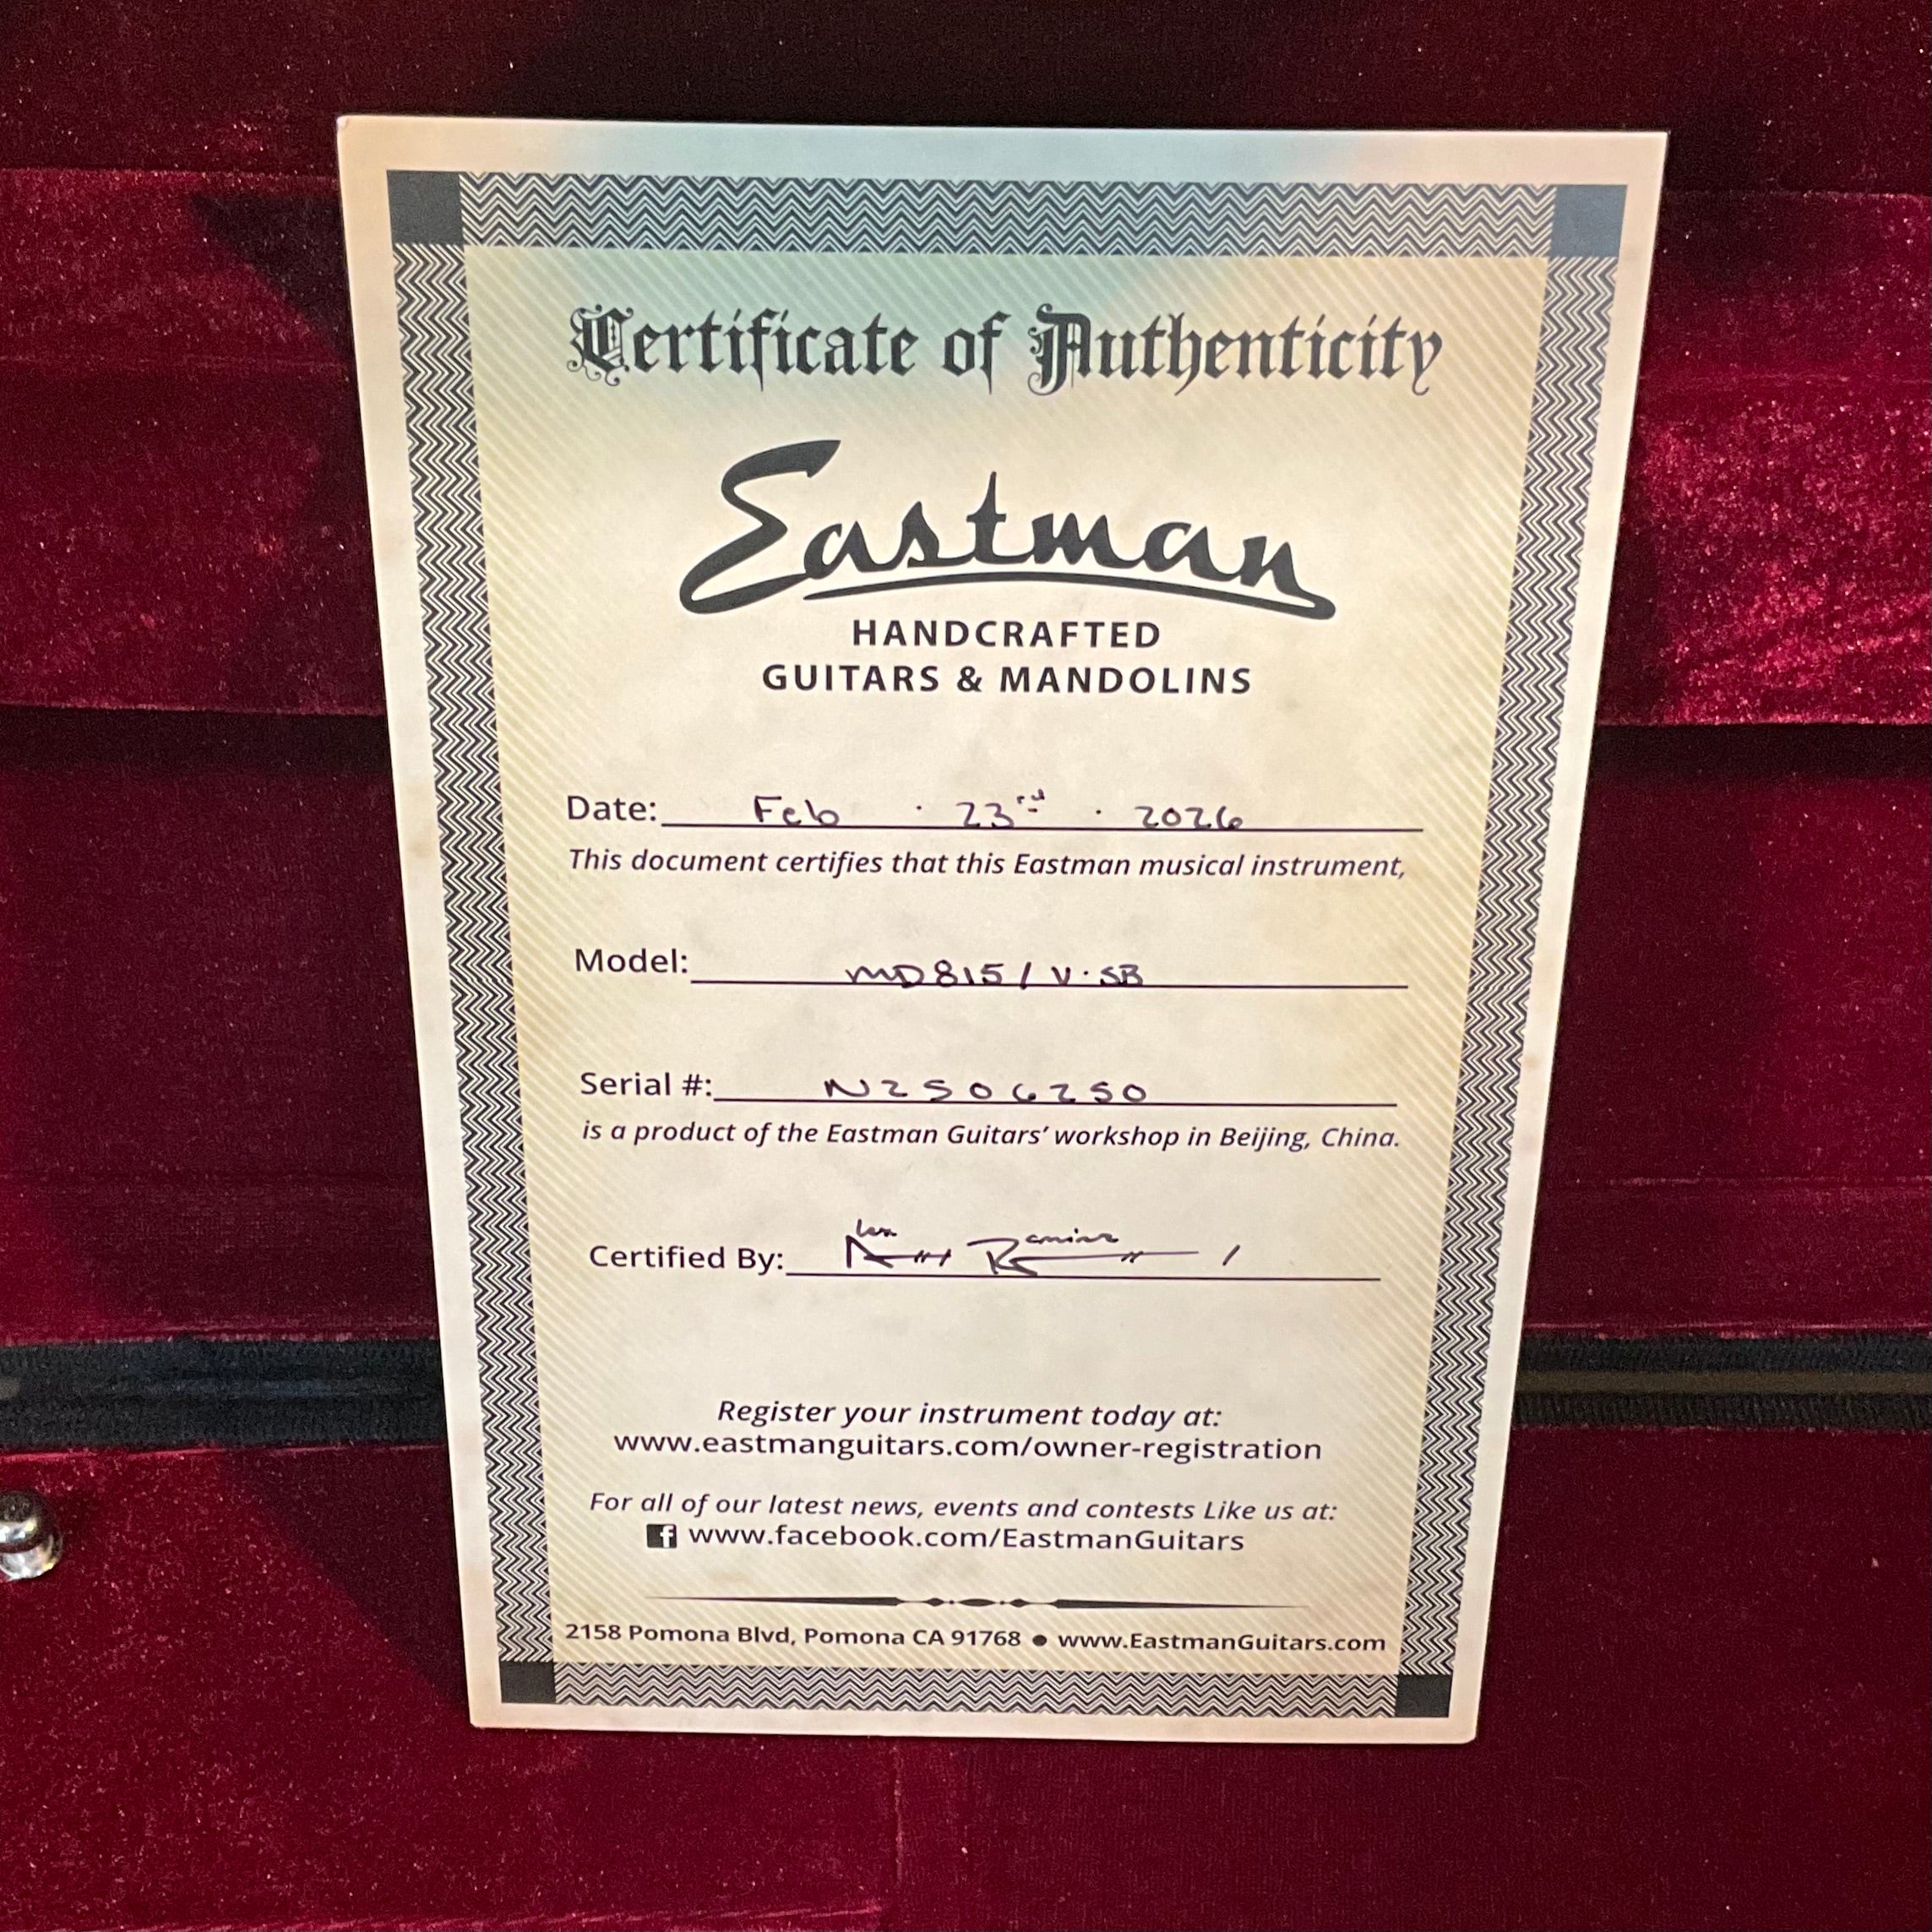 Certificate of Authenticity
Eastman
HANDCRAFTED
GUITARS & MANDOLINS
Date: Feb · 23rd · 2026
This document certifies that this Eastman musical instrument,
Model: MD815/V·SB
Serial #: N2506250
is a product of the Eastman Guitars’ workshop in Beijing, China.
Certified By:
Register your instrument today at:
www.eastmanguitars.com/owner-registration
For all of our latest news, events and contests Like us at:
f www.facebook.com/EastmanGuitars
2158 Pomona Blvd, Pomona CA 91768 ● www.EastmanGuitars.com